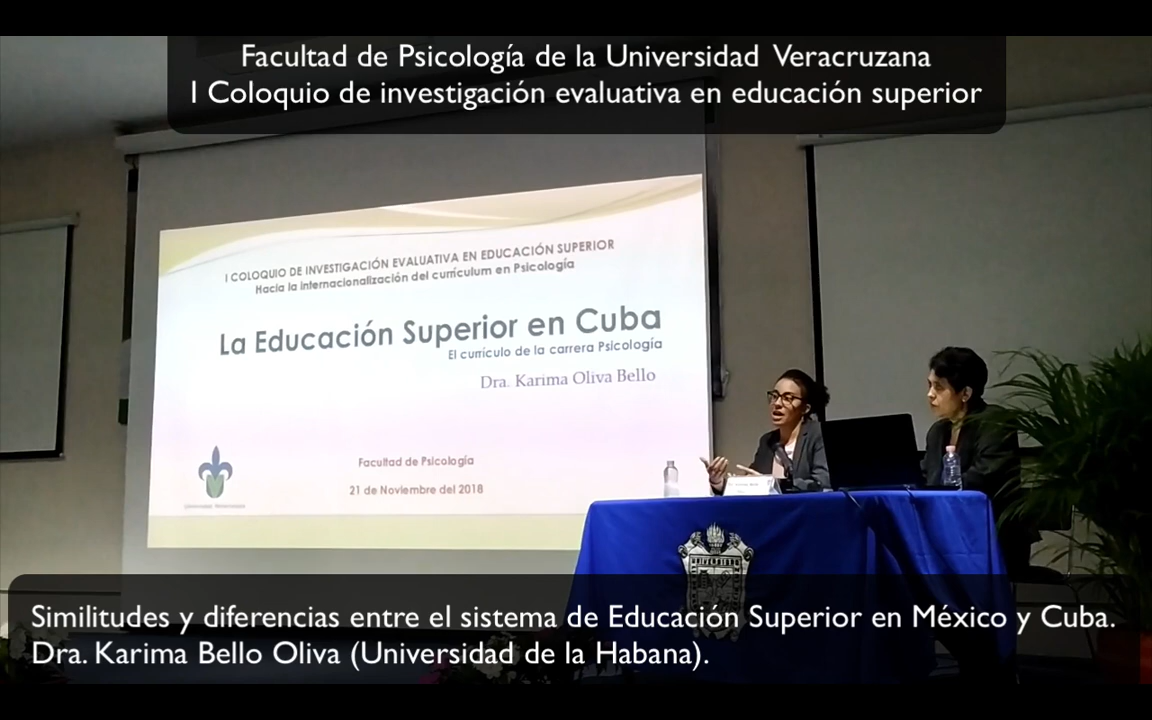 Facultad de Psicología de la Universidad Veracruzana
I Coloquio de investigación evaluativa en educación superior
I COLOQUIO DE INVESTIGACIÓN EVALUATIVA EN EDUCACIÓN SUPERIOR
Hacia la internacionalización del currículum en Psicología
La Educación Superior en Cuba
El currículo de la carrera Psicología
Dra. Karima Oliva Bello
Facultad de Psicología
21 de Noviembre del 2018
Universidad Veracruzana
Similitudes y diferencias entre el sistema de Educación Superior en México y Cuba.
Dra. Karima Bello Oliva (Universidad de la Habana).